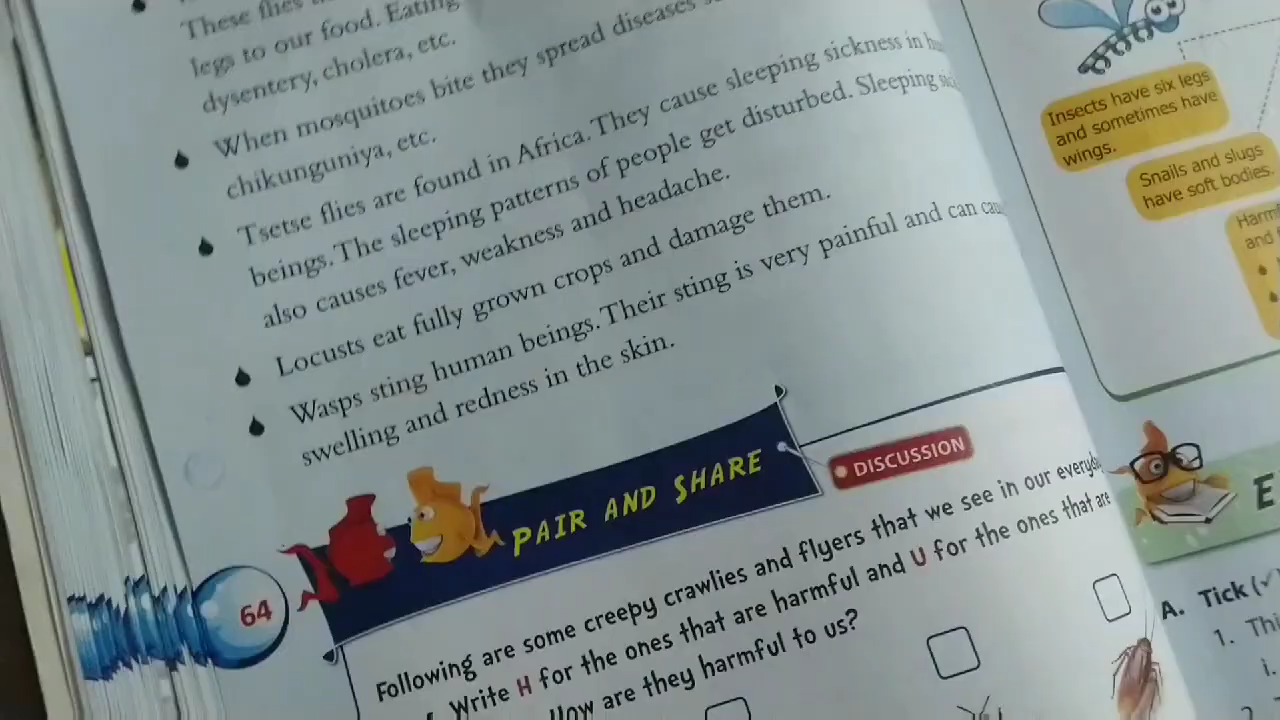 These flies
legs to our food. Eating
dysentery, cholera, etc.
When mosquitoes bite they spread diseases
chikunguniya, etc.
Tsetse flies are found in Africa. They cause sleeping sickness in
beings. The sleeping patterns of people get disturbed. Sleeping
also causes fever, weakness and headache.
Locusts eat fully grown crops and damage them.
Wasps sting human beings. Their sting is very painful and can
swelling and redness in the skin.
PAIR AND SHARE
DISCUSSION
64
Following are some creepy crawlies and flyers that we see in our
Write H for the ones that are harmful and U for the ones that are
How are they harmful to us?
Insects have six legs
and sometimes have
wings.
Snails and slugs
have soft bodies.
Harm
and
E
A. Tick (✓
1. Thi
i.
2.